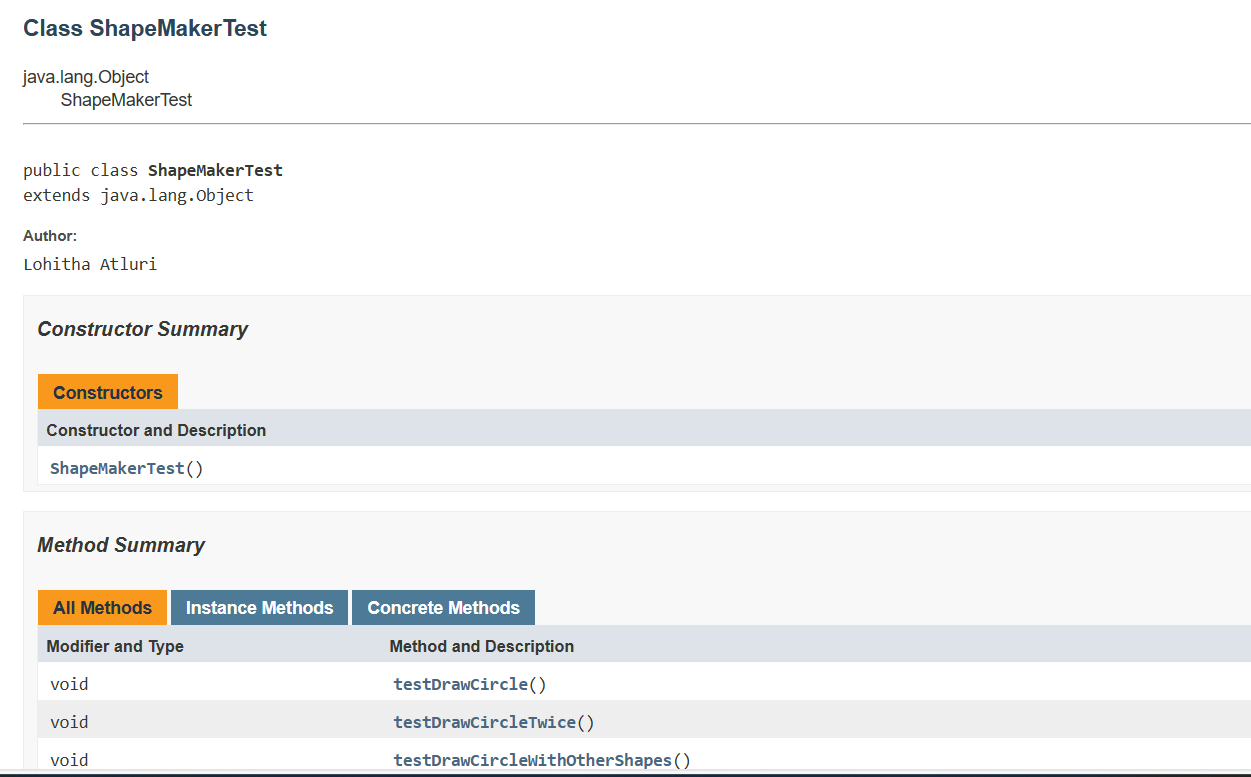 Class ShapeMakerTest
java.lang.Object
ShapeMakerTest
public class ShapeMakerTest
extends java.lang.Object
Author:
Lohitha Atluri
Constructor Summary
Constructors
Constructor and Description
ShapeMakerTest()
Method Summary
All Methods Instance Methods Concrete Methods
Modifier and Type Method and Description
void testDrawCircle()
void testDrawCircleTwice()
void testDrawCircleWithOtherShapes()